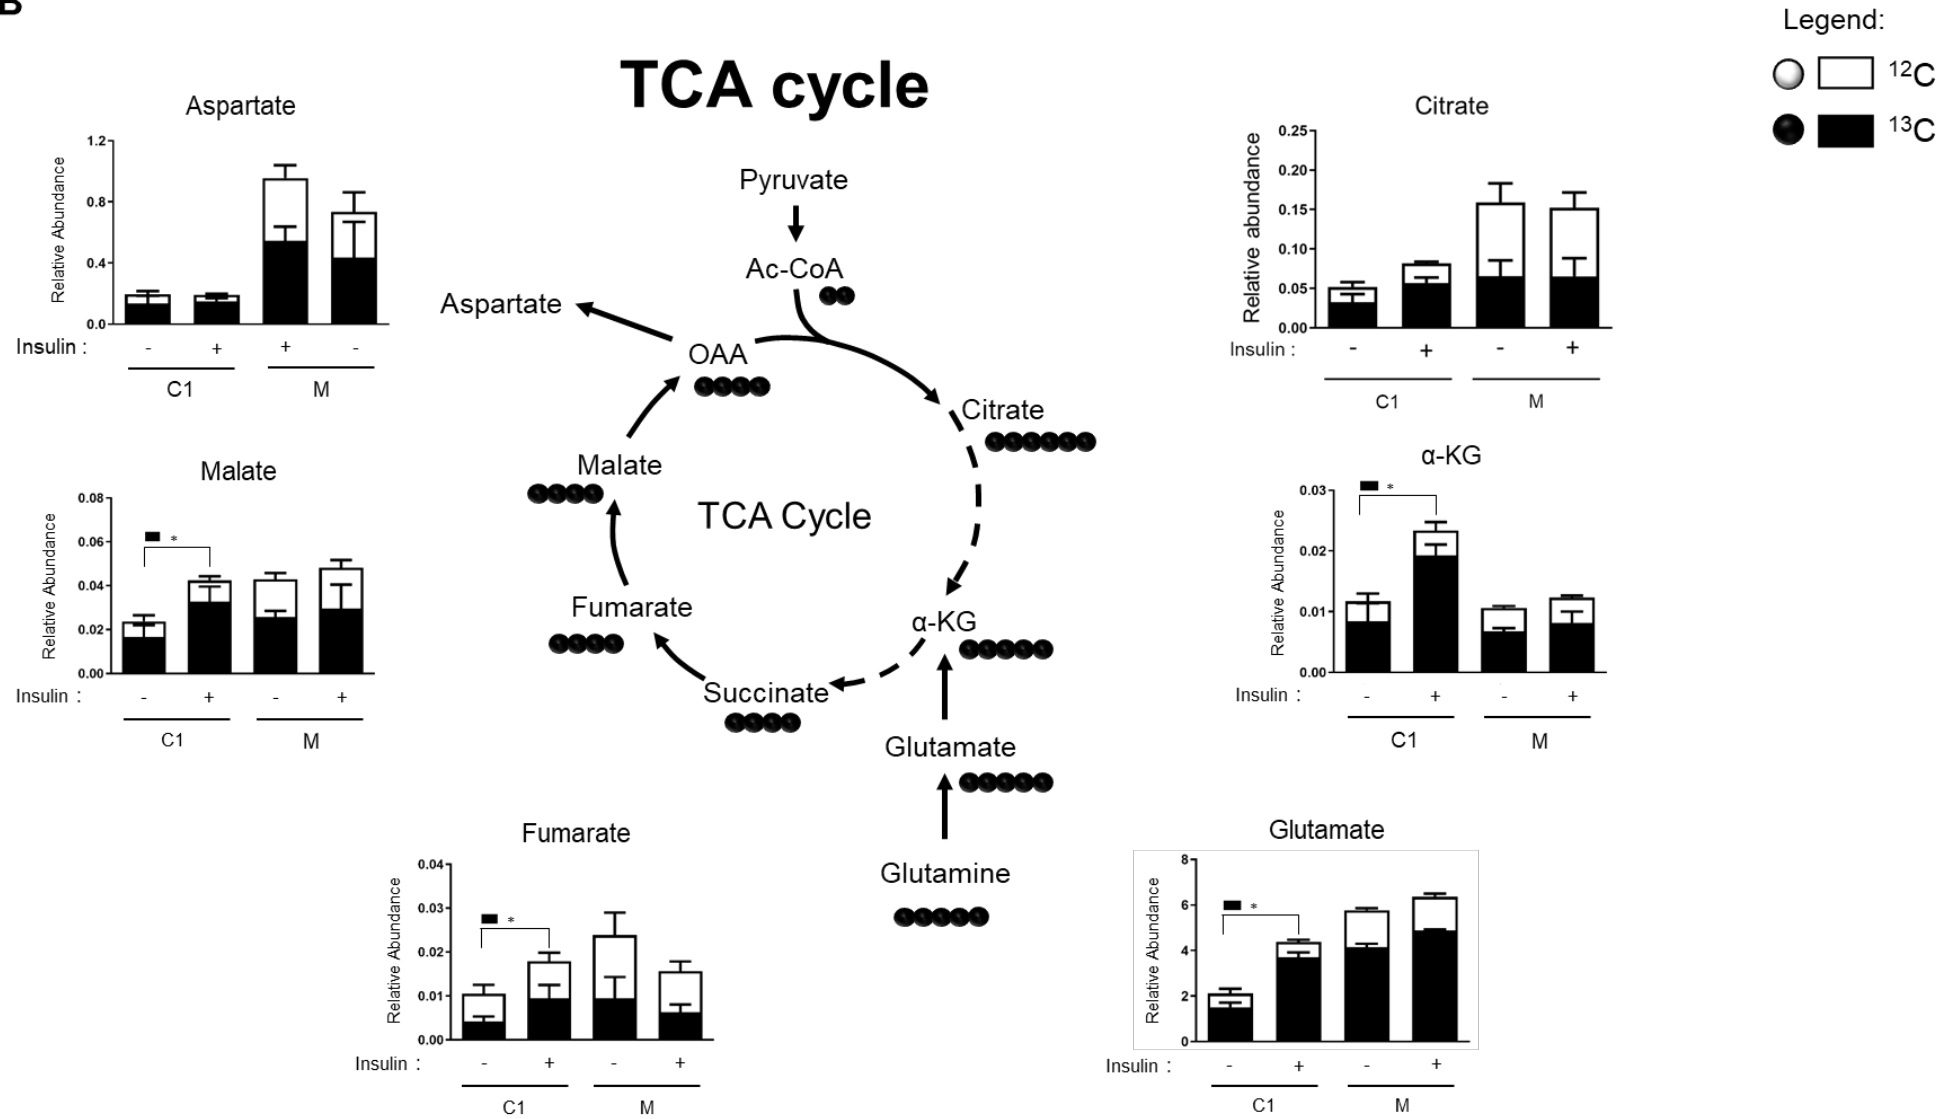 B
Legend:
12C
13C
TCA cycle
Aspartate
Relative Abundance
1.2
0.8
0.4
0.0
Insulin : - + + -
C1 M
Malate
Relative Abundance
0.08
0.06
0.04
0.02
0.00
*
Insulin : - + - +
C1 M
Fumarate
Relative Abundance
0.04
0.03
0.02
0.01
0.00
*
Insulin : - + - +
C1 M
Pyruvate
Ac-CoA
Aspartate
OAA
Citrate
Malate
TCA Cycle
Fumarate
α-KG
Succinate
Glutamate
Glutamine
Citrate
Relative abundance
0.25
0.20
0.15
0.10
0.05
0.00
Insulin : - + - +
C1 M
α-KG
Relative Abundance
0.03
0.02
0.01
0.00
*
Insulin : - + - +
C1 M
Glutamate
Relative Abundance
8
6
4
2
0
*
Insulin : - + - +
C1 M